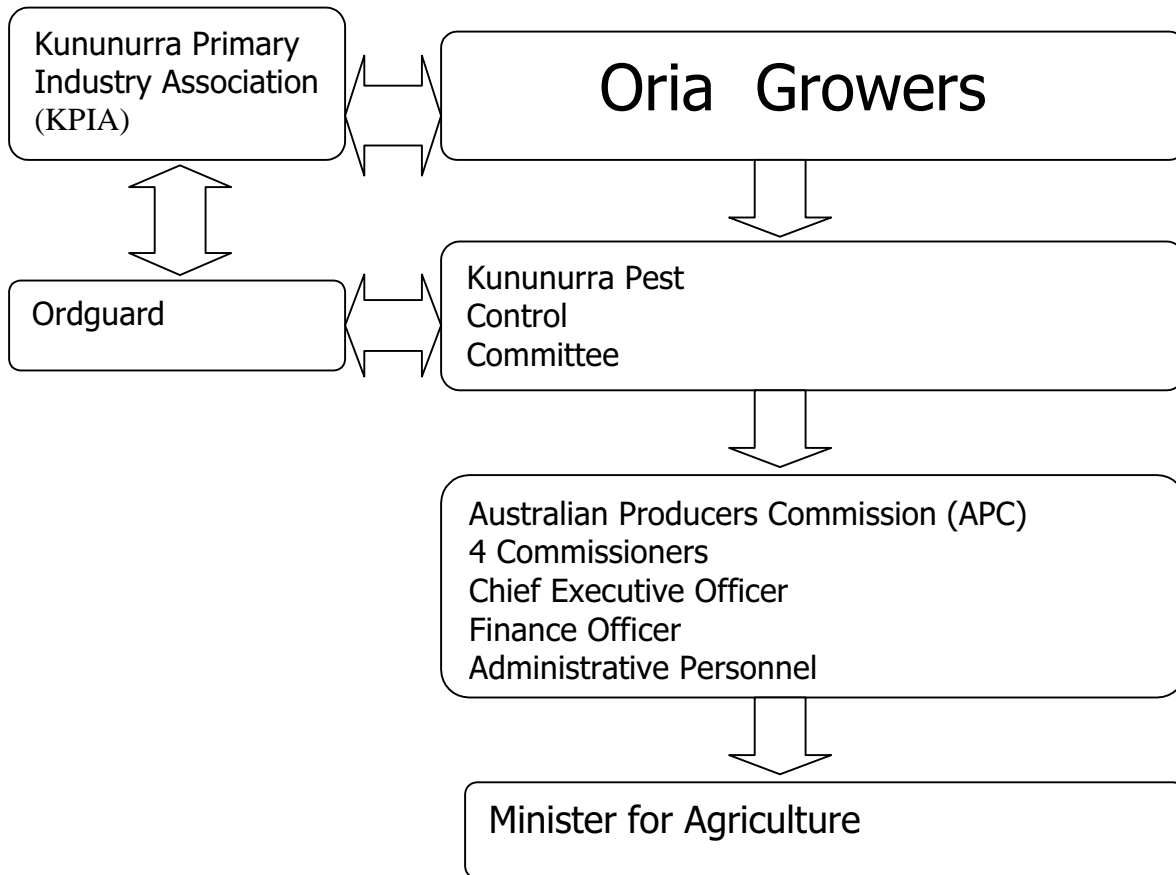 Kununurra Primary
Industry Association
(KPIA)
Oria  Growers
Ordguard
Kununurra Pest
Control
Committee
Australian Producers Commission (APC)
4 Commissioners
Chief Executive Officer
Finance Officer
Administrative Personnel
Minister for Agriculture